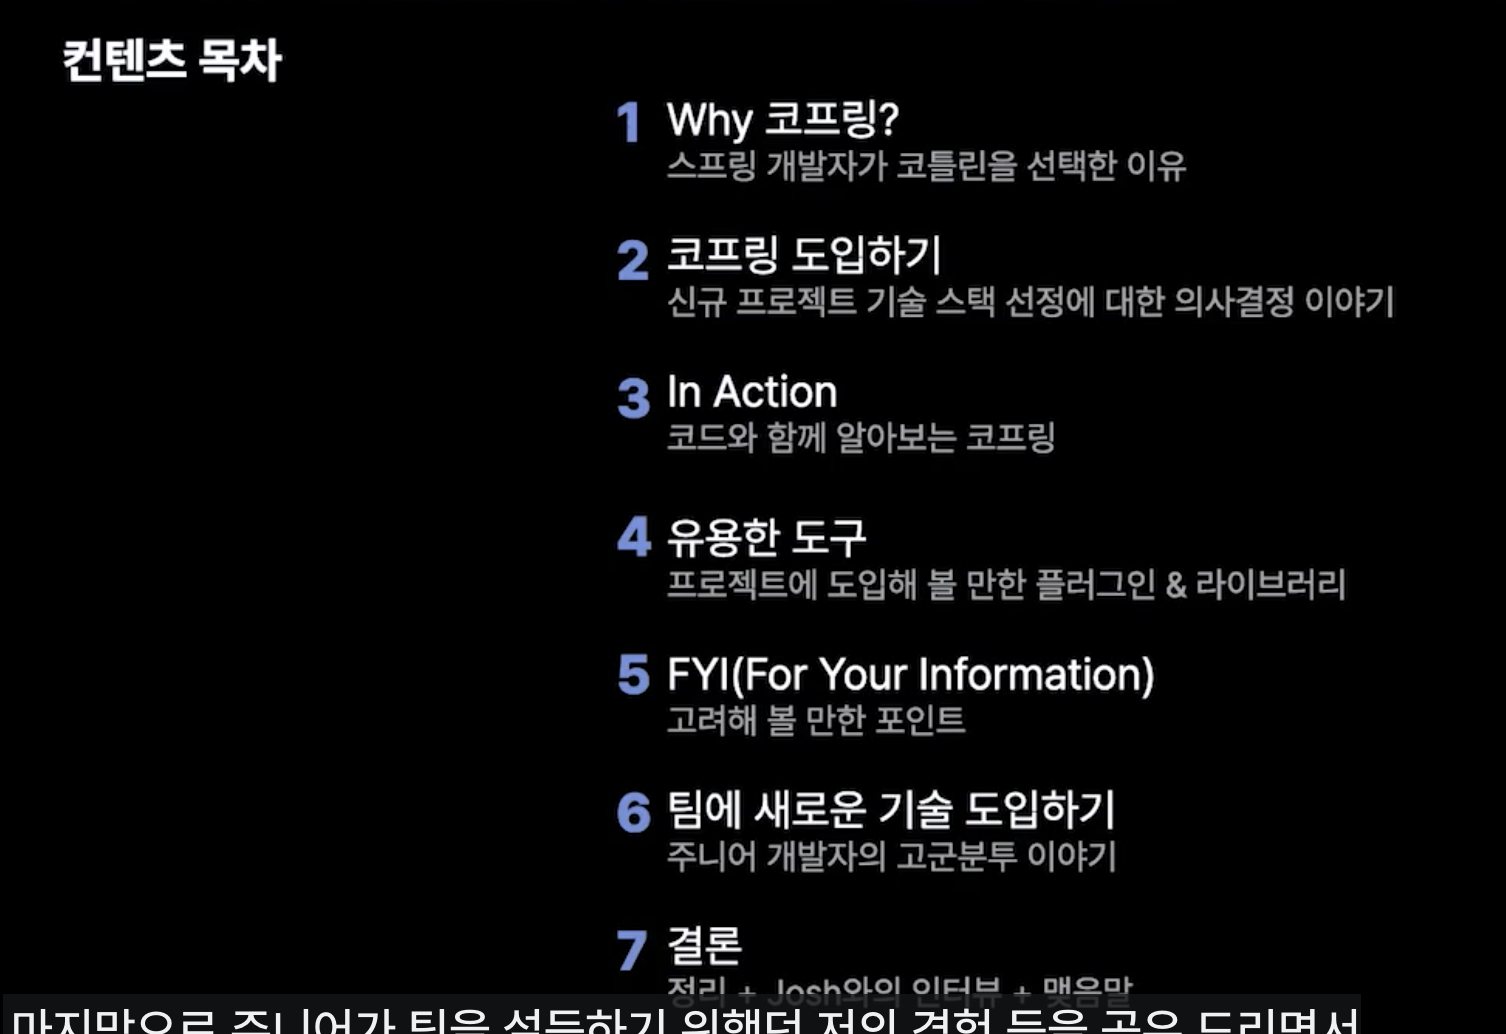 컨텐츠 목차
1 Why 코프링?
스프링 개발자가 코틀린을 선택한 이유
2 코프링 도입하기
신규 프로젝트 기술 스택 선정에 대한 의사결정 이야기
3 In Action
코드와 함께 알아보는 코프링
4 유용한 도구
프로젝트에 도입해 볼 만한 플러그인 & 라이브러리
5 FYI(For Your Information)
고려해 볼 만한 포인트
6 팀에 새로운 기술 도입하기
주니어 개발자의 고군분투 이야기
7 결론
정리 + Josh와의 인터뷰 + 맺음말
마지막으로 주니어가 팀을 설득하기 위했던 저의 경험 등을 공유 드리면서